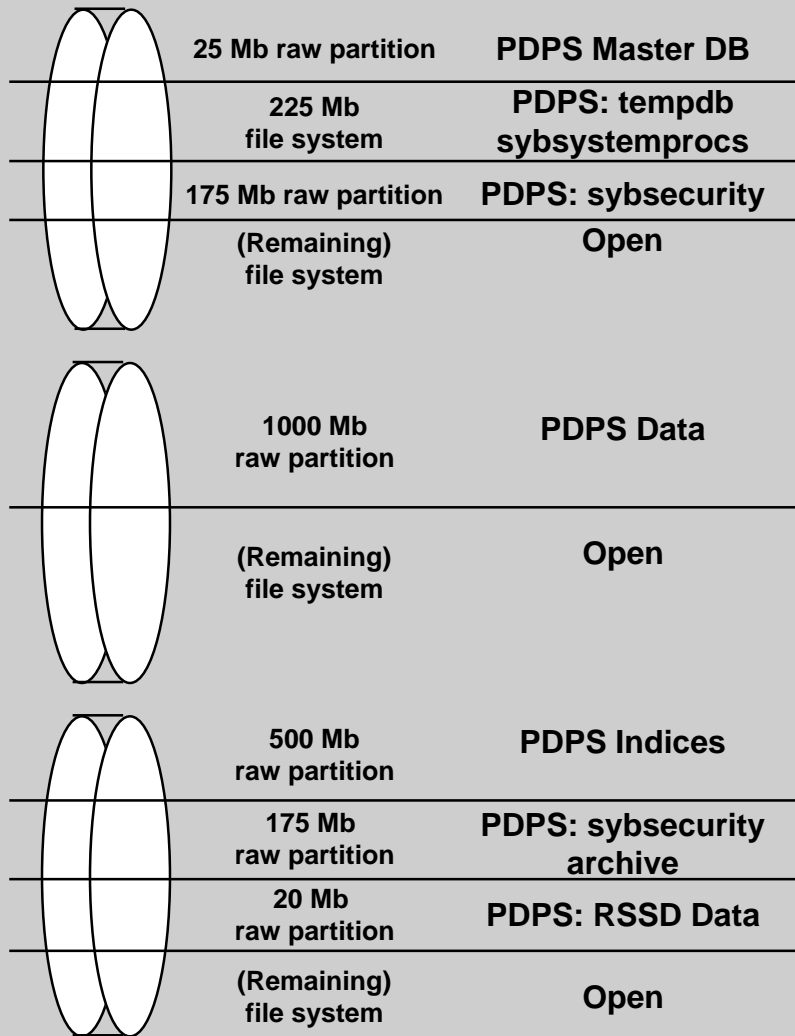 25 Mb raw partition PDPS Master DB
225 Mb
file system
PDPS: tempdb
sybsystemprocs
175 Mb raw partition PDPS: sybsecurity
(Remaining)
file system
Open
1000 Mb
raw partition
PDPS Data
(Remaining)
file system
Open
500 Mb
raw partition
PDPS Indices
175 Mb
raw partition
PDPS: sybsecurity
archive
20 Mb
raw partition
PDPS: RSSD Data
(Remaining)
file system
Open